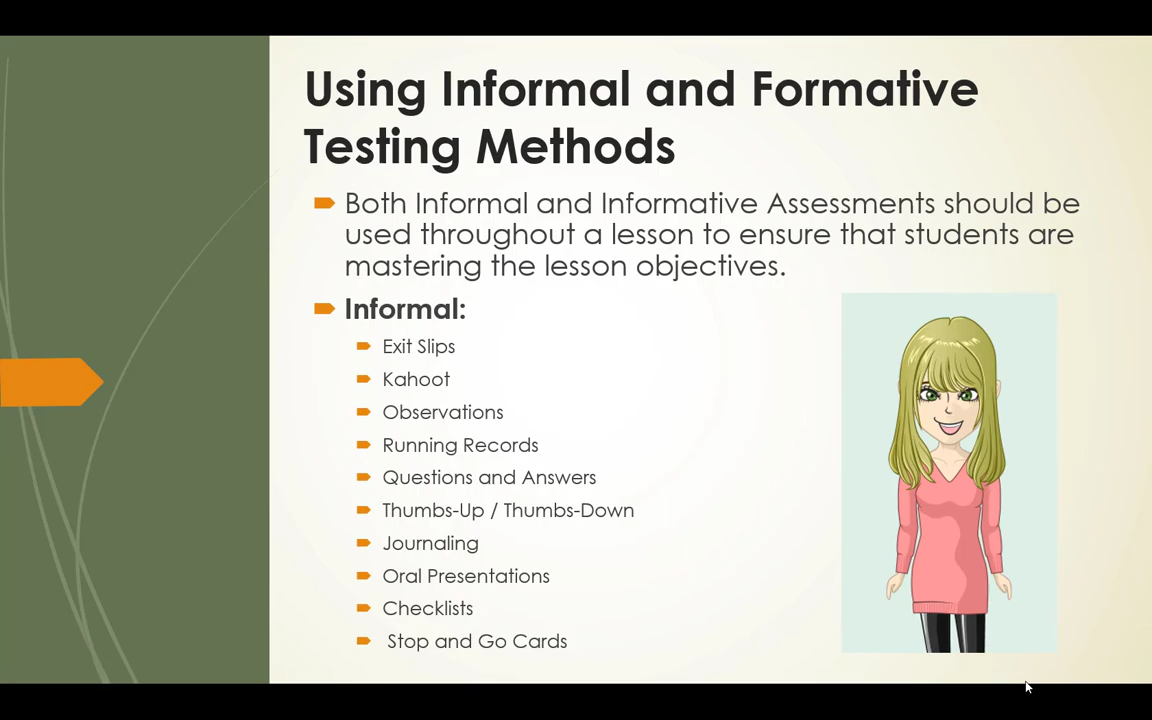 Using Informal and Formative
Testing Methods
Both Informal and Informative Assessments should be
used throughout a lesson to ensure that students are
mastering the lesson objectives.
Informal:
Exit Slips
Kahoot
Observations
Running Records
Questions and Answers
Thumbs-Up / Thumbs-Down
Journaling
Oral Presentations
Checklists
Stop and Go Cards